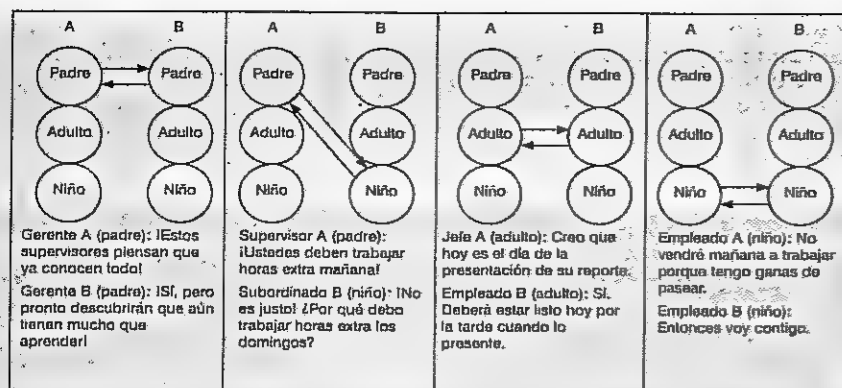 A B
Padre Padre
Adulto Adulto
Niño Niño
Gerente A (padre): ¡Estos
supervisores piensan que
ya conocen todo!
Gerente B (padre): ¡Sí, pero
pronto descubrirán que aún
tienen mucho que
aprender!
A B
Padre Padre
Adulto Adulto
Niño Niño
Supervisor A (padre):
¡Ustedes deben trabajar
horas extra mañana!
Subordinado B (niño): ¡No
es justo! ¿Por qué debo
trabajar horas extra los
domingos?
A B
Padre Padre
Adulto Adulto
Niño Niño
Jefe A (adulto): Creo que
hoy es el día de la
presentación de su reporte.
Empleado B (adulto): Sí.
Deberá estar listo hoy por
la tarde cuando lo
presente.
A B
Padre Padre
Adulto Adulto
Niño Niño
Empleado A (niño): No
vendré mañana a trabajar
porque tengo ganas de
pasear.
Empleado B (niño):
Entonces voy contigo.